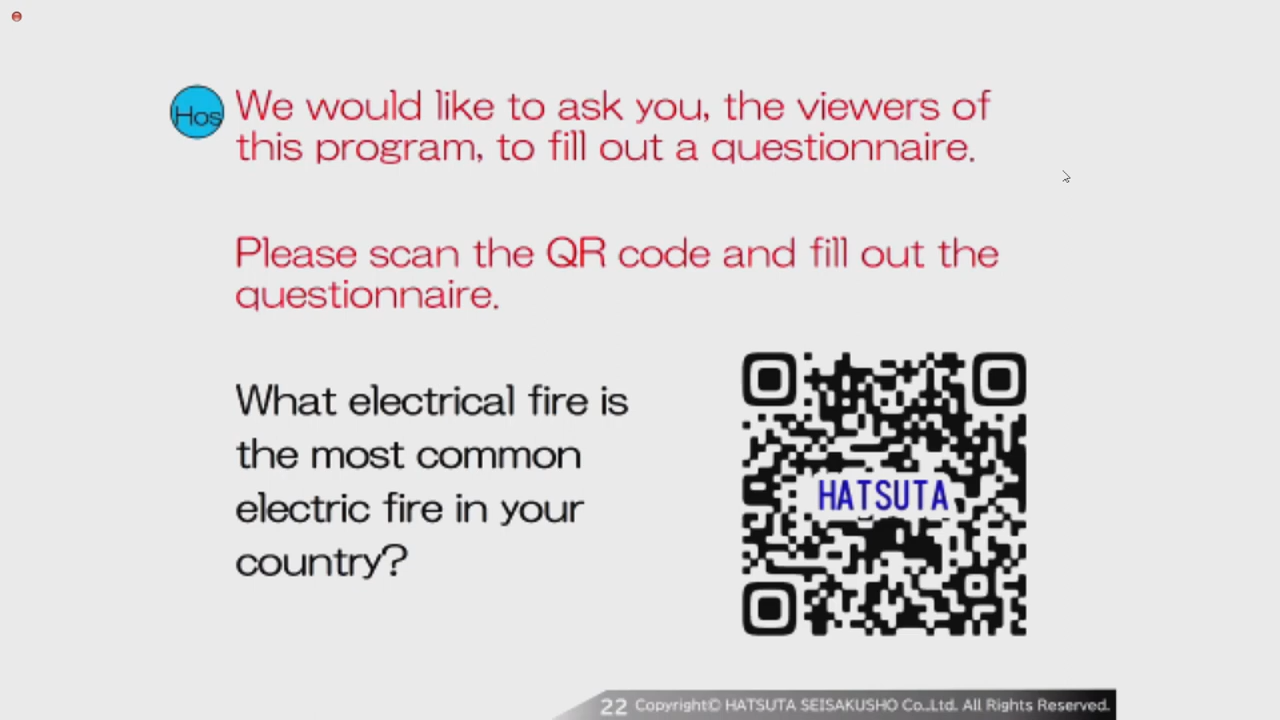 Hos
We would like to ask you, the viewers of
this program, to fill out a questionnaire.
Please scan the QR code and fill out the
questionnaire.
What electrical fire is
the most common
electric fire in your
country?
HATSUTA
22 Copyright© HATSUTA SEISAKUSHO Co.,Ltd. All Rights Reserved.